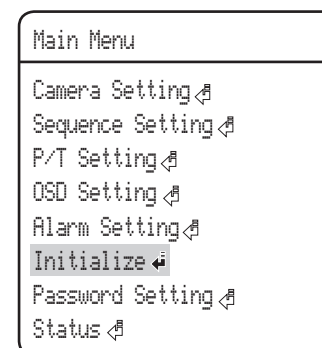 Main Menu
Camera Setting
Sequence Setting
P/T Setting
OSD Setting
Alarm Setting
Initialize
Password Setting
Status